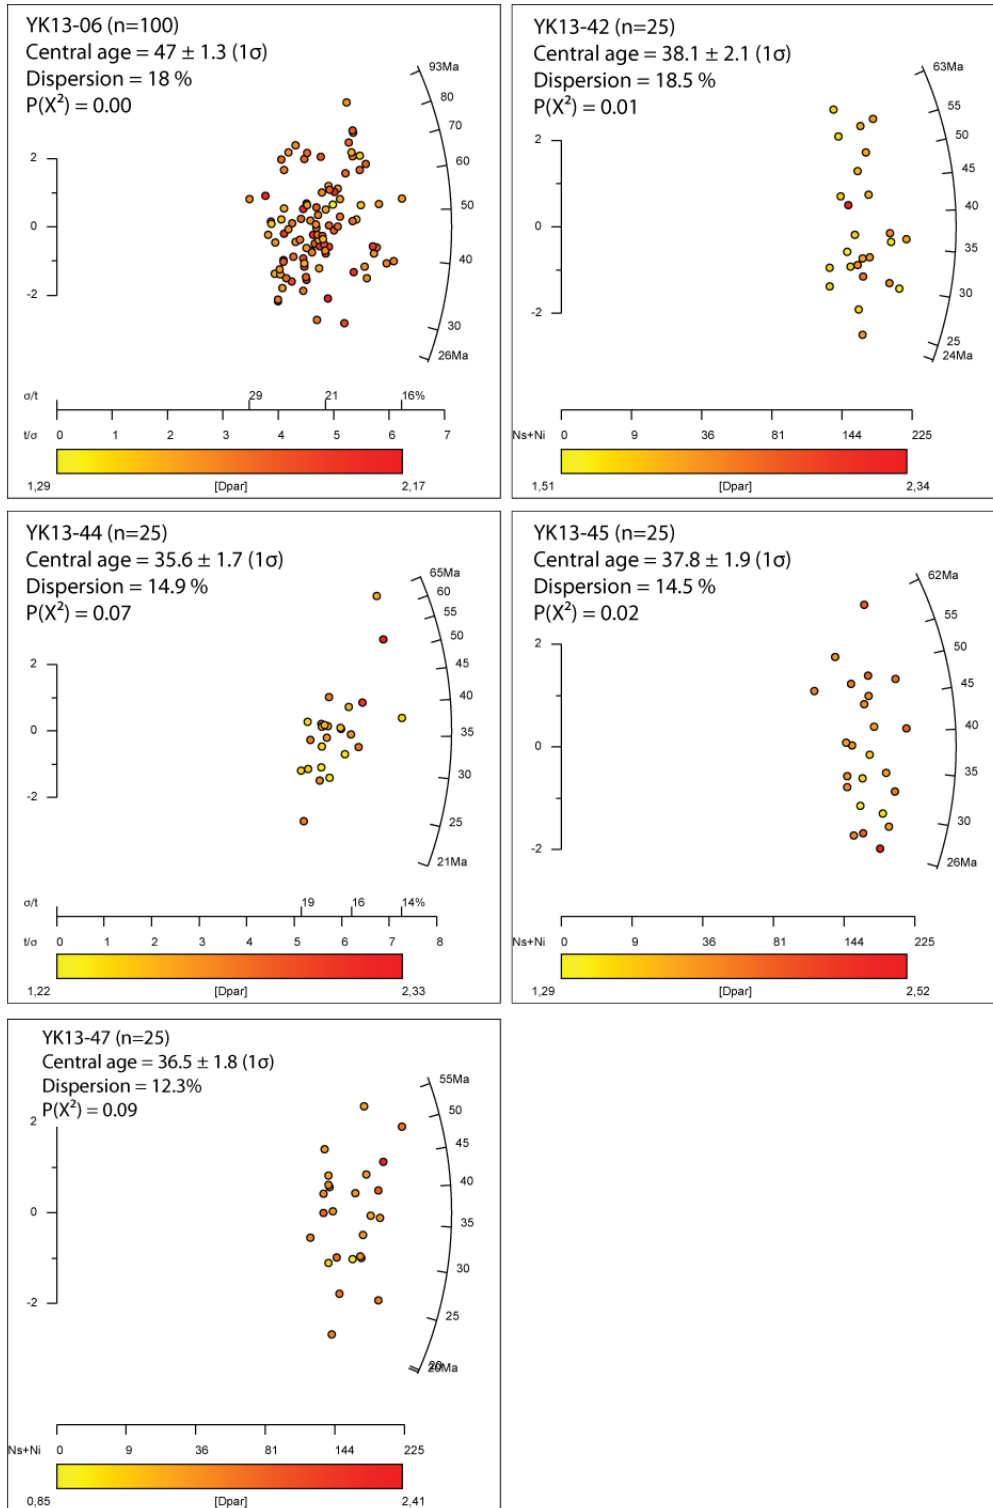 YK13-06 (n=100)
Central age = 47 ± 1.3 (1σ)
Dispersion = 18 %
P(X²) = 0.00
93Ma
80
70
60
50
40
30
26Ma
2
0
-2
σ/t
29
21
16%
t/σ
0 1 2 3 4 5 6 7
1,29 [Dpar] 2,17
YK13-42 (n=25)
Central age = 38.1 ± 2.1 (1σ)
Dispersion = 18.5 %
P(X²) = 0.01
63Ma
55
50
45
40
35
30
25
24Ma
2
0
-2
Ns+Ni 0 9 36 81 144 225
1,51 [Dpar] 2,34
YK13-44 (n=25)
Central age = 35.6 ± 1.7 (1σ)
Dispersion = 14.9 %
P(X²) = 0.07
65Ma
60
55
50
45
40
35
30
25
21Ma
2
0
-2
σ/t
19
16
14%
t/σ
0 1 2 3 4 5 6 7 8
1,22 [Dpar] 2,33
YK13-45 (n=25)
Central age = 37.8 ± 1.9 (1σ)
Dispersion = 14.5 %
P(X²) = 0.02
62Ma
55
50
45
40
35
30
26Ma
2
0
-2
Ns+Ni 0 9 36 81 144 225
1,29 [Dpar] 2,52
YK13-47 (n=25)
Central age = 36.5 ± 1.8 (1σ)
Dispersion = 12.3%
P(X²) = 0.09
55Ma
50
45
40
35
30
25
2
0
-2
Ns+Ni 0 9 36 81 144 225
0,85 [Dpar] 2,41